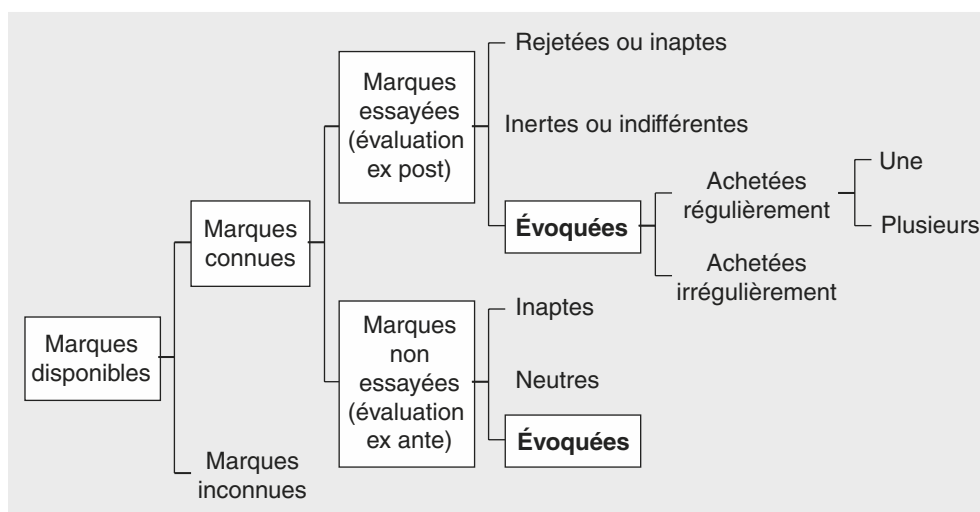 Marques
disponibles
Marques
connues
Marques
inconnues
Marques
essayées
(évaluation
ex post)
Marques
non
essayées
(évaluation
ex ante)
Rejetées ou inaptes
Inertes ou indifférentes
Évoquées
Achetées
régulièrement
Une
Plusieurs
Achetées
irrégulièrement
Inaptes
Neutres
Évoquées